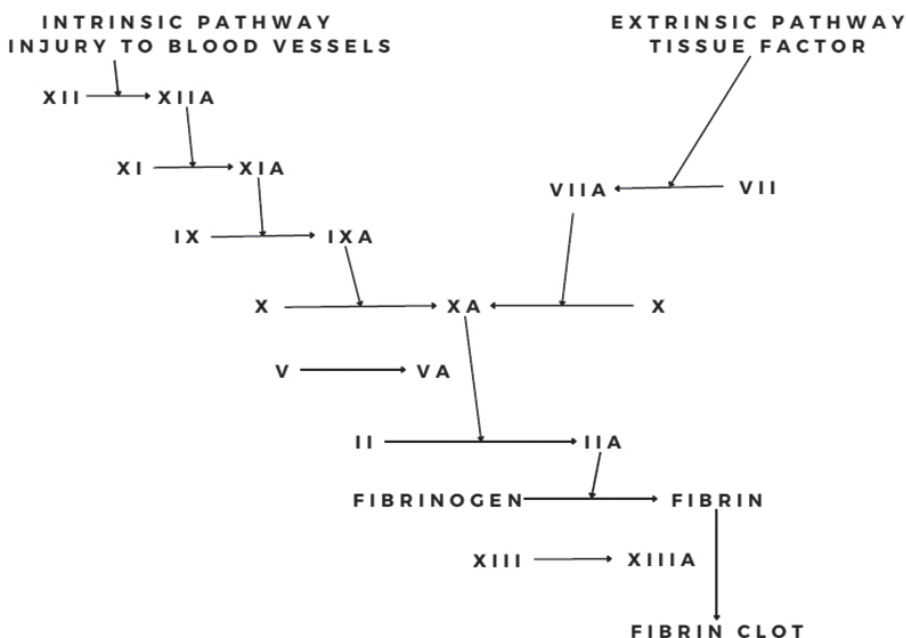 INTRINSIC PATHWAY
INJURY TO BLOOD VESSELS
EXTRINSIC PATHWAY
TISSUE FACTOR
XII XIIA
XI XIA
VIIA VII
IX IXA
X XA X
V VA
II IIA
FIBRINOGEN FIBRIN
XIII XIIIA
FIBRIN CLOT